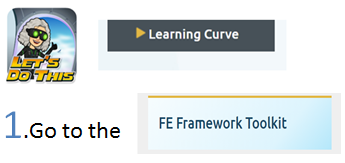 LET'S
DO THIS
Learning Curve
1.Go to the
FE Framework Toolkit